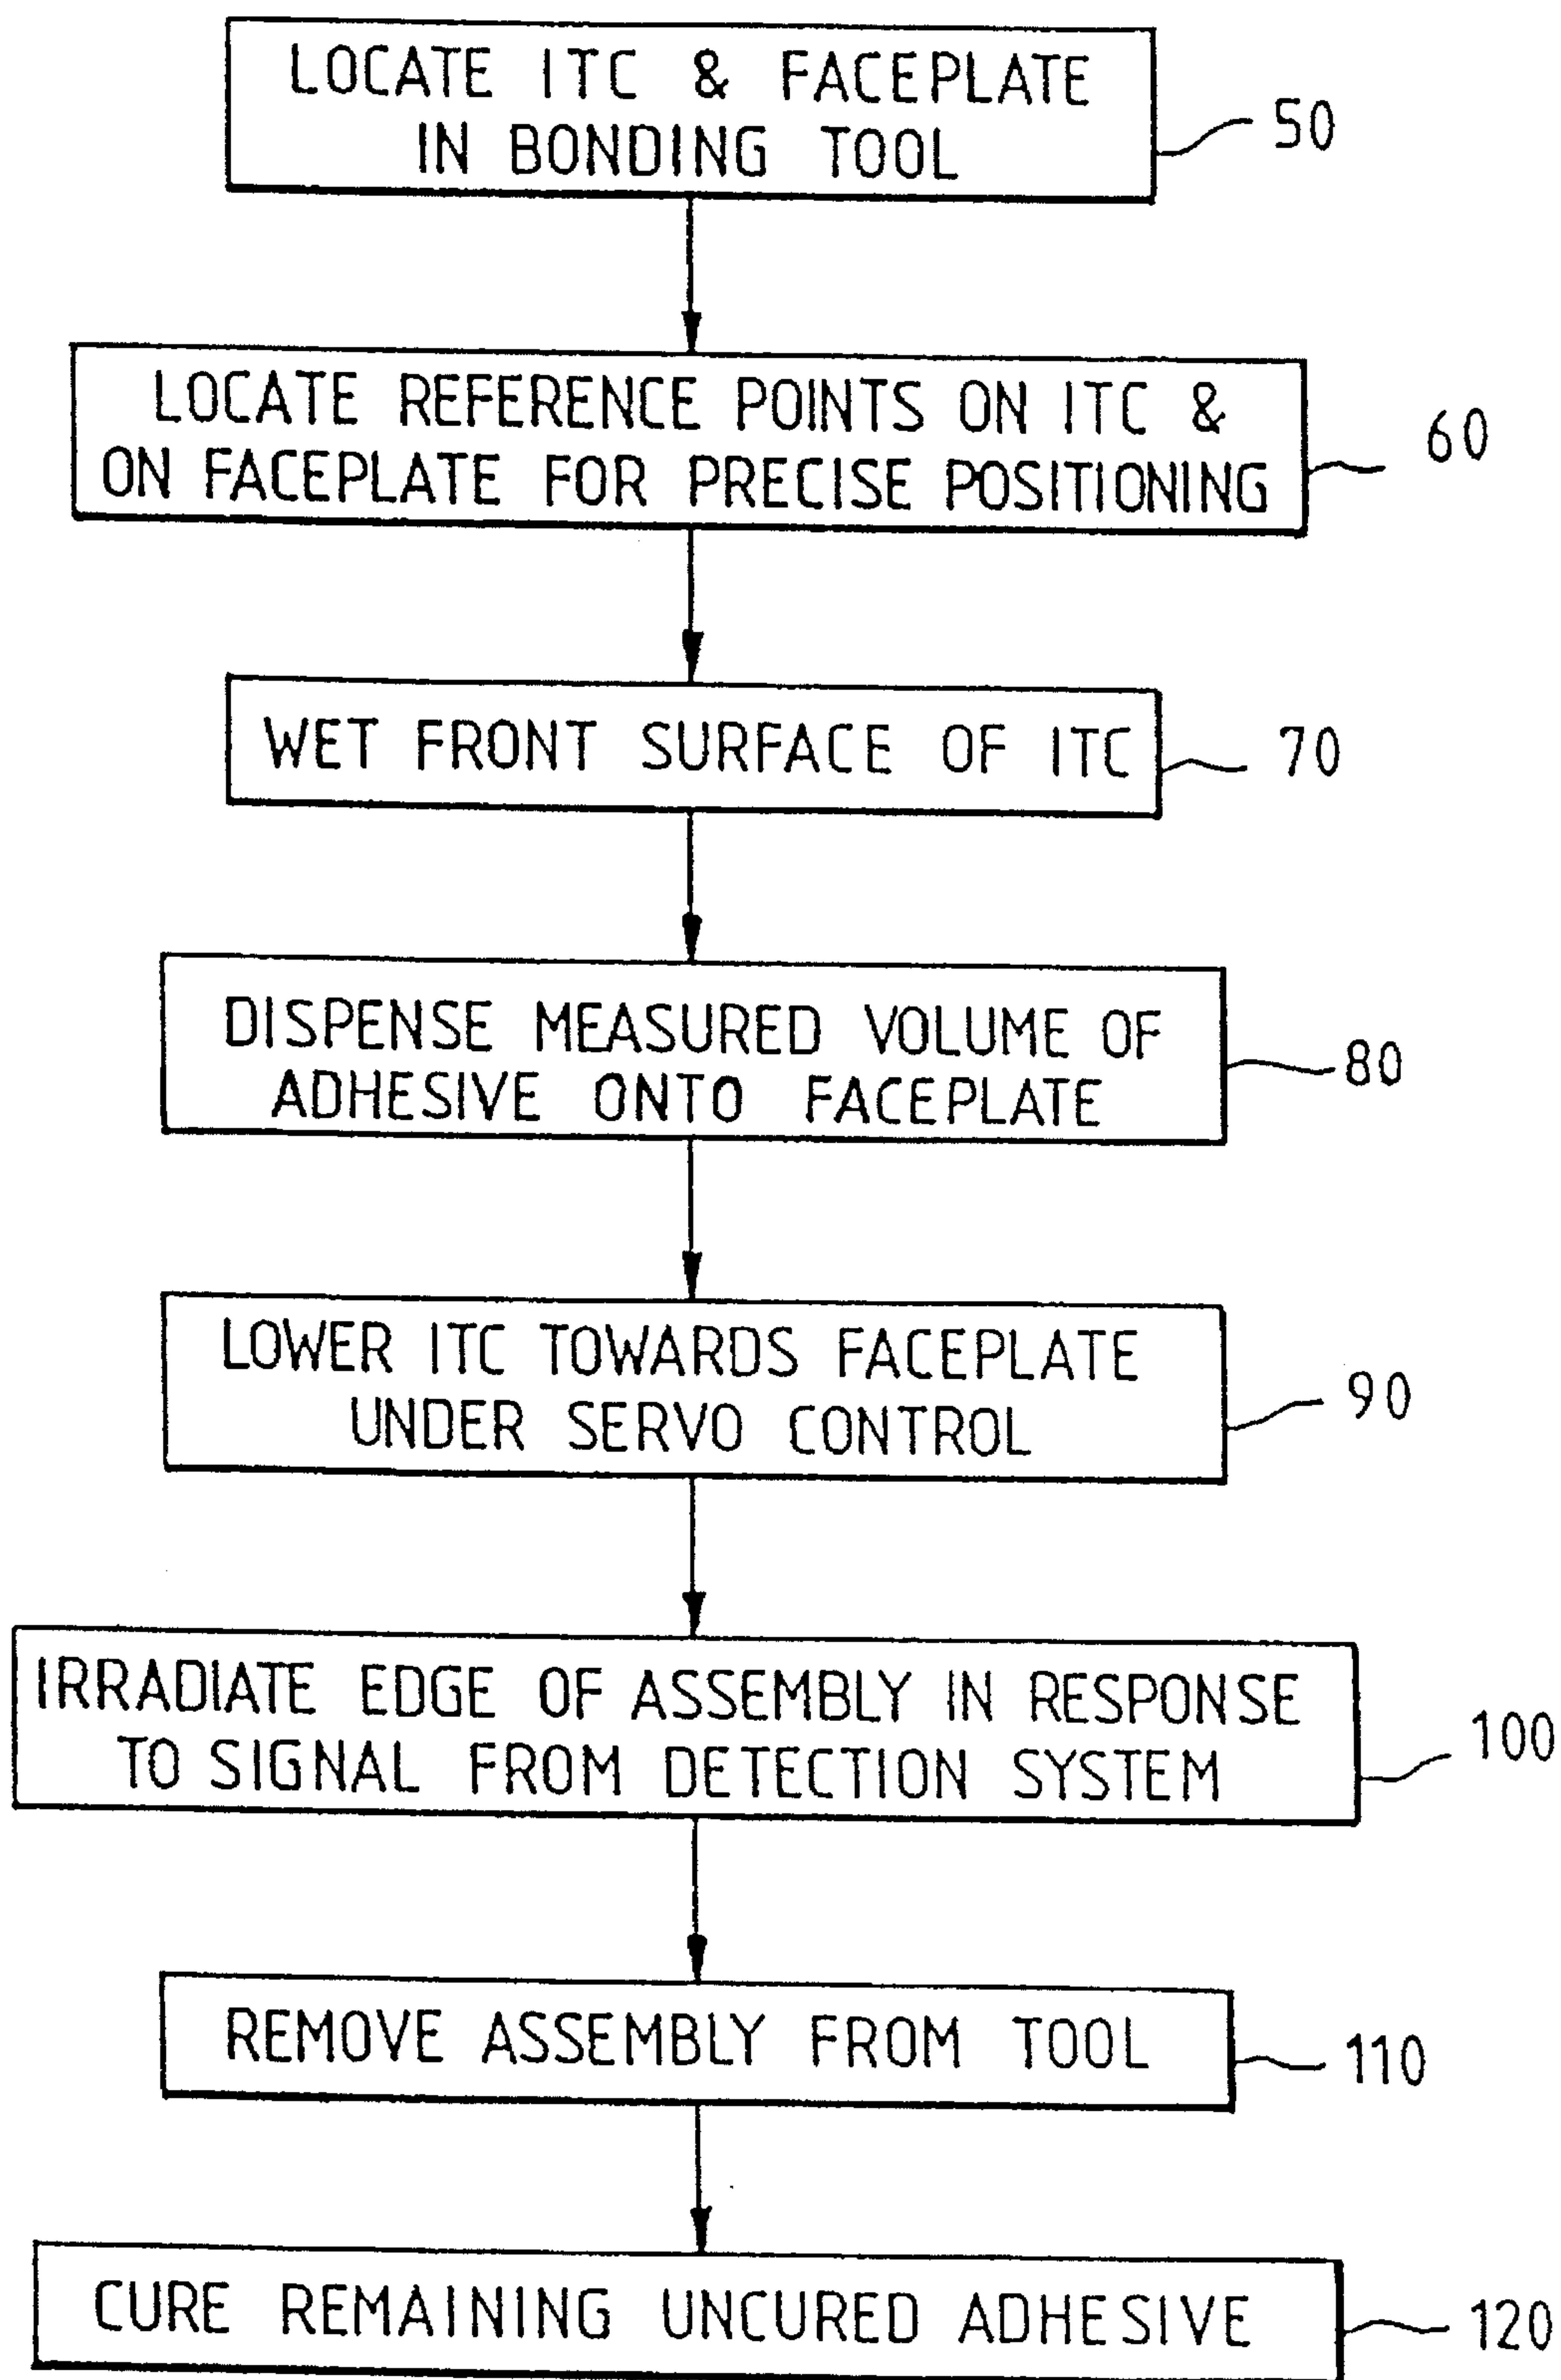 LOCATE ITC & FACEPLATE
IN BONDING TOOL
50
LOCATE REFERENCE POINTS ON ITC &
ON FACEPLATE FOR PRECISE POSITIONING
60
WET FRONT SURFACE OF ITC
70
DISPENSE MEASURED VOLUME OF
ADHESIVE ONTO FACEPLATE
80
LOWER ITC TOWARDS FACEPLATE
UNDER SERVO CONTROL
90
IRRADIATE EDGE OF ASSEMBLY IN RESPONSE
TO SIGNAL FROM DETECTION SYSTEM
100
REMOVE ASSEMBLY FROM TOOL
110
CURE REMAINING UNCURED ADHESIVE
120